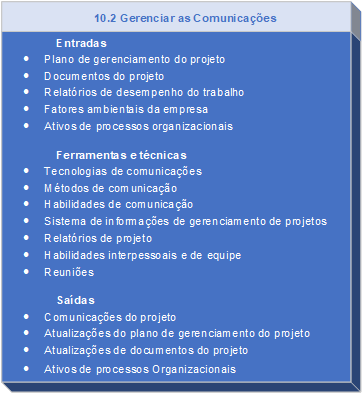 10.2 Gerenciar as Comunicações
Entradas
• Plano de gerenciamento do projeto
• Documentos do projeto
• Relatórios de desempenho do trabalho
• Fatores ambientais da empresa
• Ativos de processos organizacionais
Ferramentas e técnicas
• Tecnologias de comunicações
• Métodos de comunicação
• Habilidades de comunicação
• Sistema de informações de gerenciamento de projetos
• Relatórios de projeto
• Habilidades interpessoais e de equipe
• Reuniões
Saídas
• Comunicações do projeto
• Atualizações do plano de gerenciamento do projeto
• Atualizações de documentos do projeto
• Ativos de processos Organizacionais